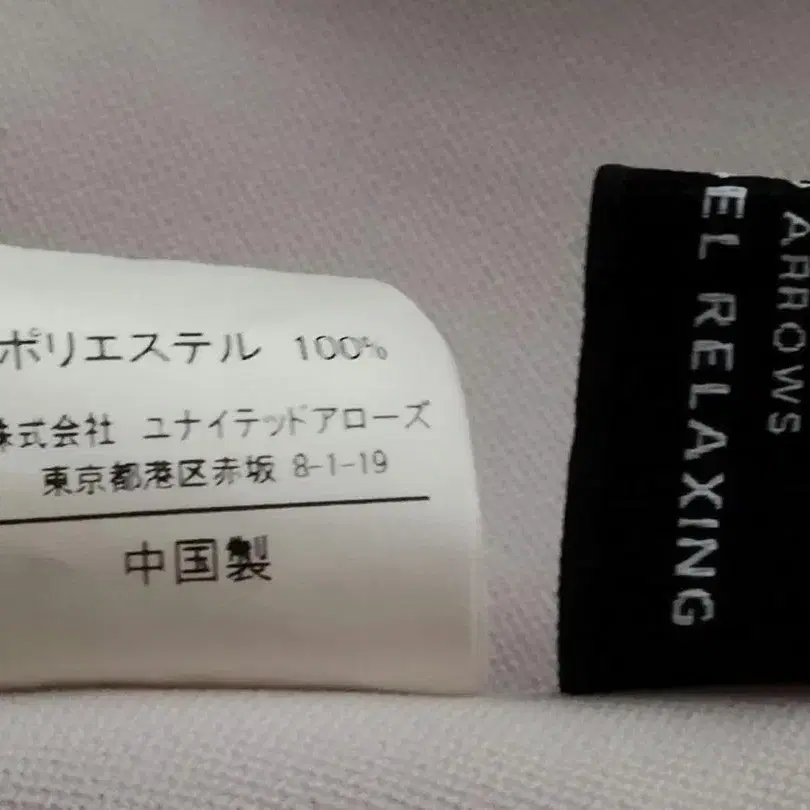 ポリエステル 100%
株式会社 ユナイテッドアローズ
東京都港区赤坂 8-1-19
中国製
ARROWS
EL RELAXING